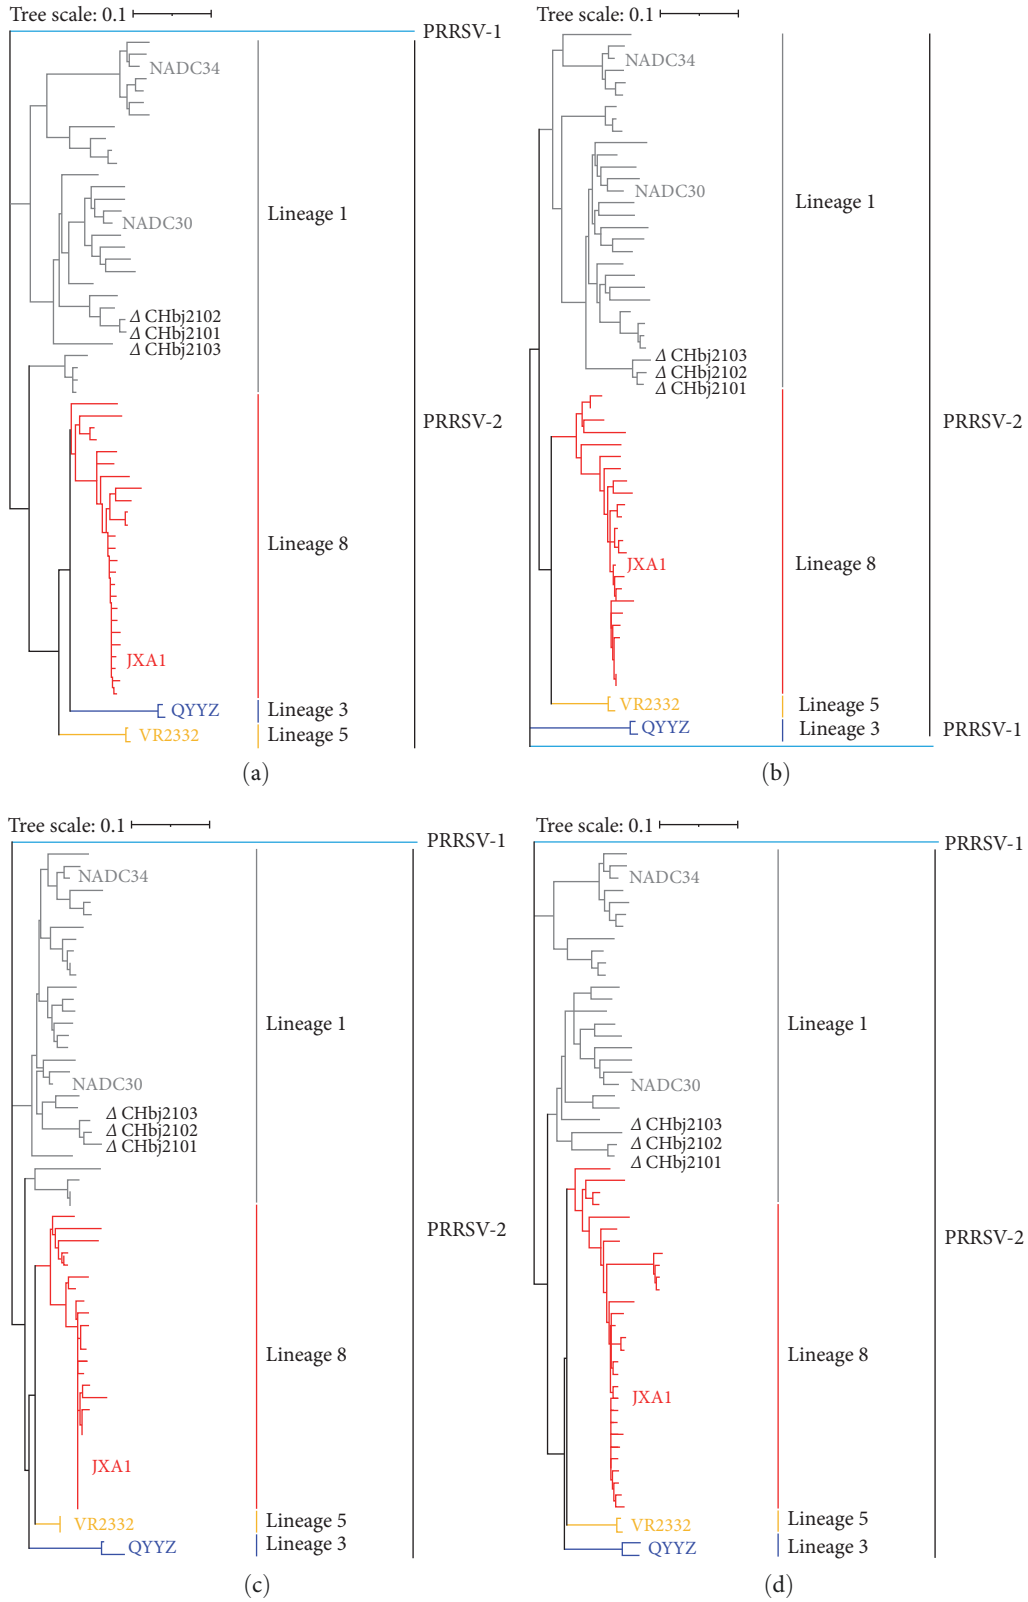 Tree scale: 0.1
PRRSV-1
NADC34
Lineage 1
NADC30
Δ CHbj2102
Δ CHbj2101
Δ CHbj2103
PRRSV-2
Lineage 8
JXA1
QYYZ
Lineage 3
VR2332
Lineage 5
(a)
Tree scale: 0.1
NADC34
NADC30
Lineage 1
Δ CHbj2103
Δ CHbj2102
Δ CHbj2101
PRRSV-2
JXA1
Lineage 8
VR2332
Lineage 5
QYYZ
Lineage 3
PRRSV-1
(b)
Tree scale: 0.1
PRRSV-1
NADC34
Lineage 1
NADC30
Δ CHbj2103
Δ CHbj2102
Δ CHbj2101
PRRSV-2
Lineage 8
JXA1
VR2332
Lineage 5
QYYZ
Lineage 3
(c)
Tree scale: 0.1
PRRSV-1
NADC34
Lineage 1
NADC30
Δ CHbj2103
Δ CHbj2102
Δ CHbj2101
PRRSV-2
Lineage 8
JXA1
VR2332
Lineage 5
QYYZ
Lineage 3
(d)